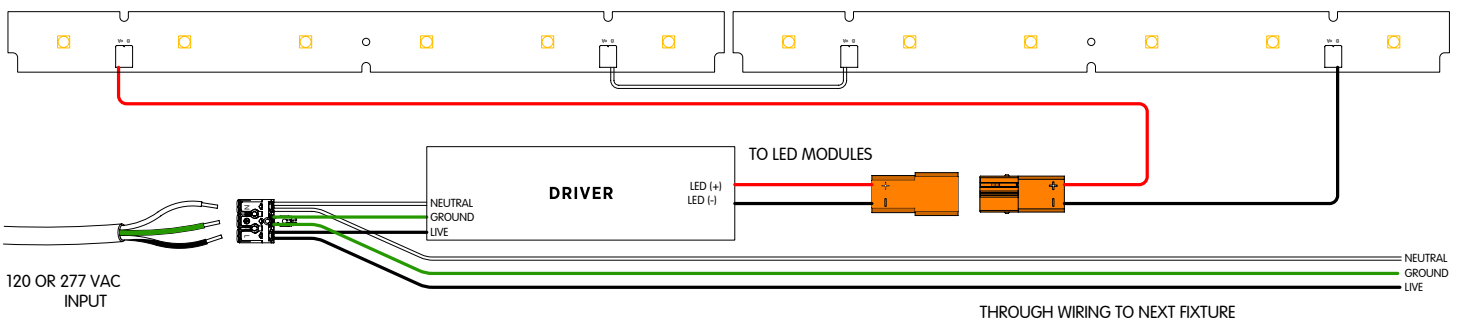 TO LED MODULES
DRIVER
LED (+)
LED (-)
NEUTRAL
GROUND
LIVE
N
L
120 OR 277 VAC
INPUT
NEUTRAL
GROUND
LIVE
THROUGH WIRING TO NEXT FIXTURE